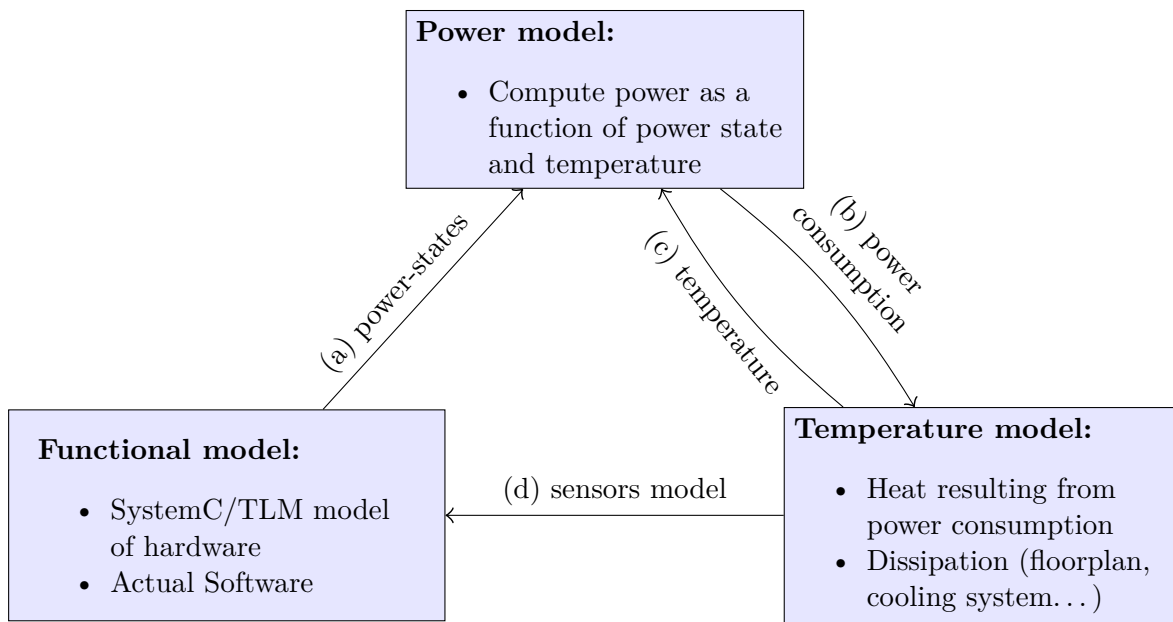 Power model:
• Compute power as a
function of power state
and temperature
(a) power-states
(b) power
consumption
(c) temperature
Functional model:
• SystemC/TLM model
of hardware
• Actual Software
(d) sensors model
Temperature model:
• Heat resulting from
power consumption
• Dissipation (floorplan,
cooling system...)